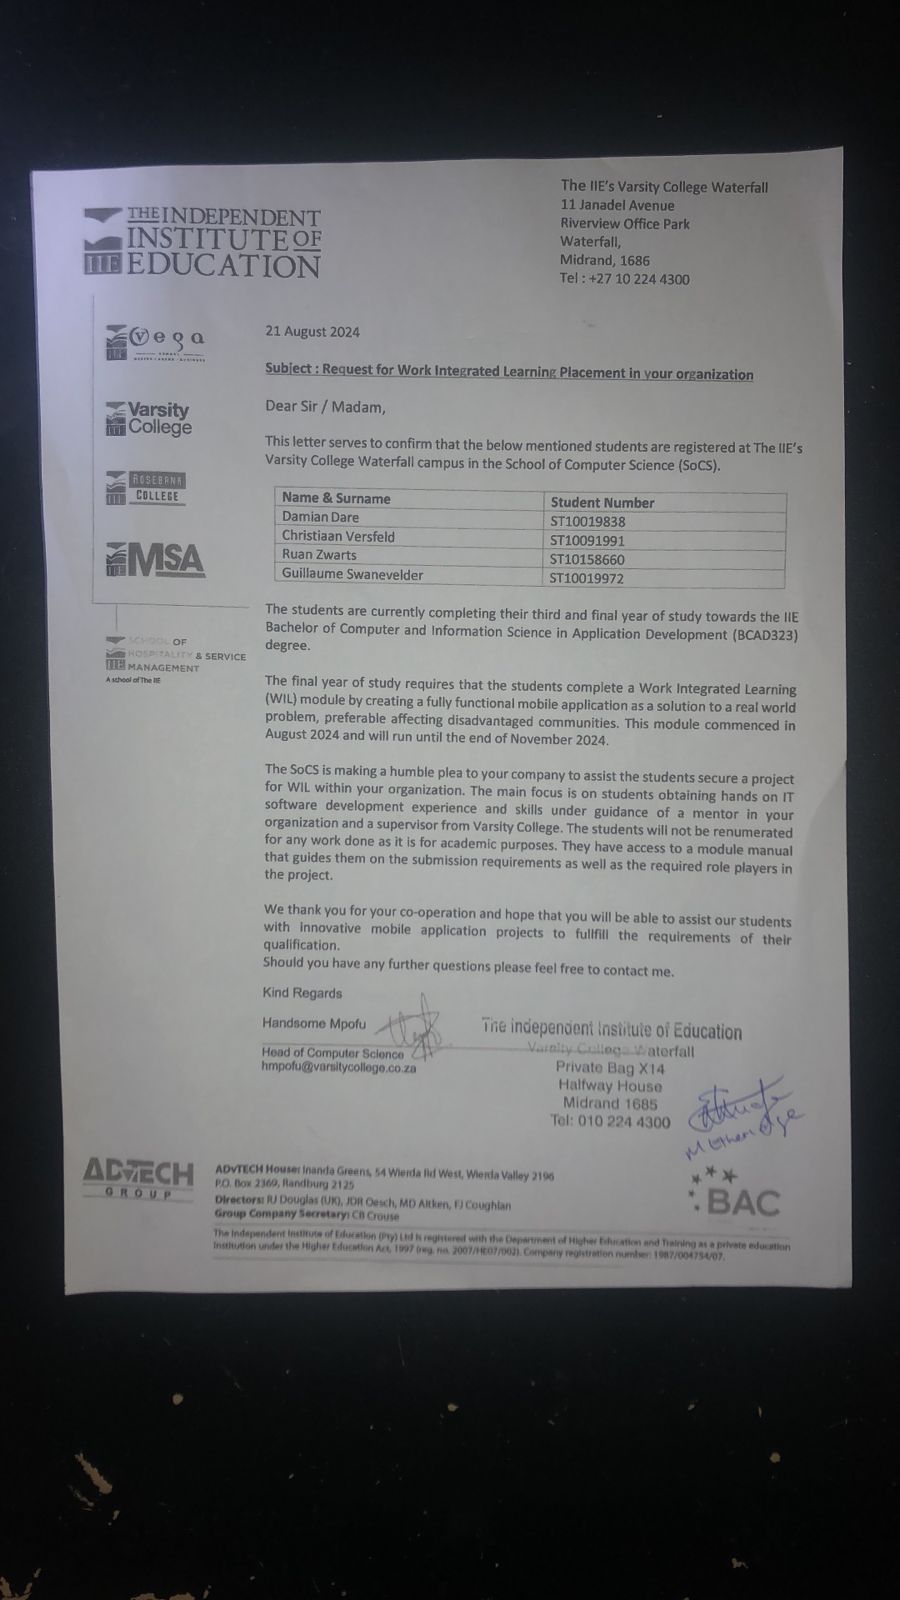 The IIE's Varsity College Waterfall
11 Janadel Avenue
Riverview Office Park
Waterfall,
Midrand, 1686
Tel : +27 10 224 4300
THE INDEPENDENT
INSTITUTE OF
EDUCATION
IIE
vega
Varsity
College
ROSEBANK
COLLEGE
MSA
SCHOOL OF
HOSPITALITY & SERVICE
MANAGEMENT
A school of The IIE
21 August 2024
Subject : Request for Work Integrated Learning Placement in your organization
Dear Sir / Madam,
This letter serves to confirm that the below mentioned students are registered at The IIE's
Varsity College Waterfall campus in the School of Computer Science (SoCS).
Name & Surname Student Number
Damian Dare ST10019838
Christiaan Versfeld ST10091991
Ruan Zwarts ST10158660
Guillaume Swanevelder ST10019972
The students are currently completing their third and final year of study towards the IIE
Bachelor of Computer and Information Science in Application Development (BCAD323)
degree.
The final year of study requires that the students complete a Work Integrated Learning
(WIL) module by creating a fully functional mobile application as a solution to a real world
problem, preferable affecting disadvantaged communities. This module commenced in
August 2024 and will run until the end of November 2024.
The SoCS is making a humble plea to your company to assist the students secure a project
for WIL within your organization. The main focus is on students obtaining hands on IT
software development experience and skills under guidance of a mentor in your
organization and a supervisor from Varsity College. The students will not be renumerated
for any work done as it is for academic purposes. They have access to a module manual
that guides them on the submission requirements as well as the required role players in
the project.
We thank you for your co-operation and hope that you will be able to assist our students
with innovative mobile application projects to fullfill the requirements of their
qualification.
Should you have any further questions please feel free to contact me.
Kind Regards
Handsome Mpofu
Head of Computer Science
hmpofu@varsitycollege.co.za
The Independent Institute of Education
Varsity College Waterfall
Private Bag X14
Halfway House
Midrand 1685
Tel: 010 224 4300
ADVTECH
GROUP
ADvTECH House: Inanda Greens, 54 Wierda Rd West, Wierda Valley 2196
P.O. Box 2369, Randburg 2125
Directors: RJ Douglas (UK), JDR Oesch, MD Aitken, FJ Coughlan
Group Company Secretary: CB Crouse
The Independent Institute of Education (Pty) Ltd is registered with the Department of Higher Education and Training as a private education
institution under the Higher Education Act, 1997 (reg. no. 2007/HE07/002). Company registration number: 1987/004754/07.
BAC